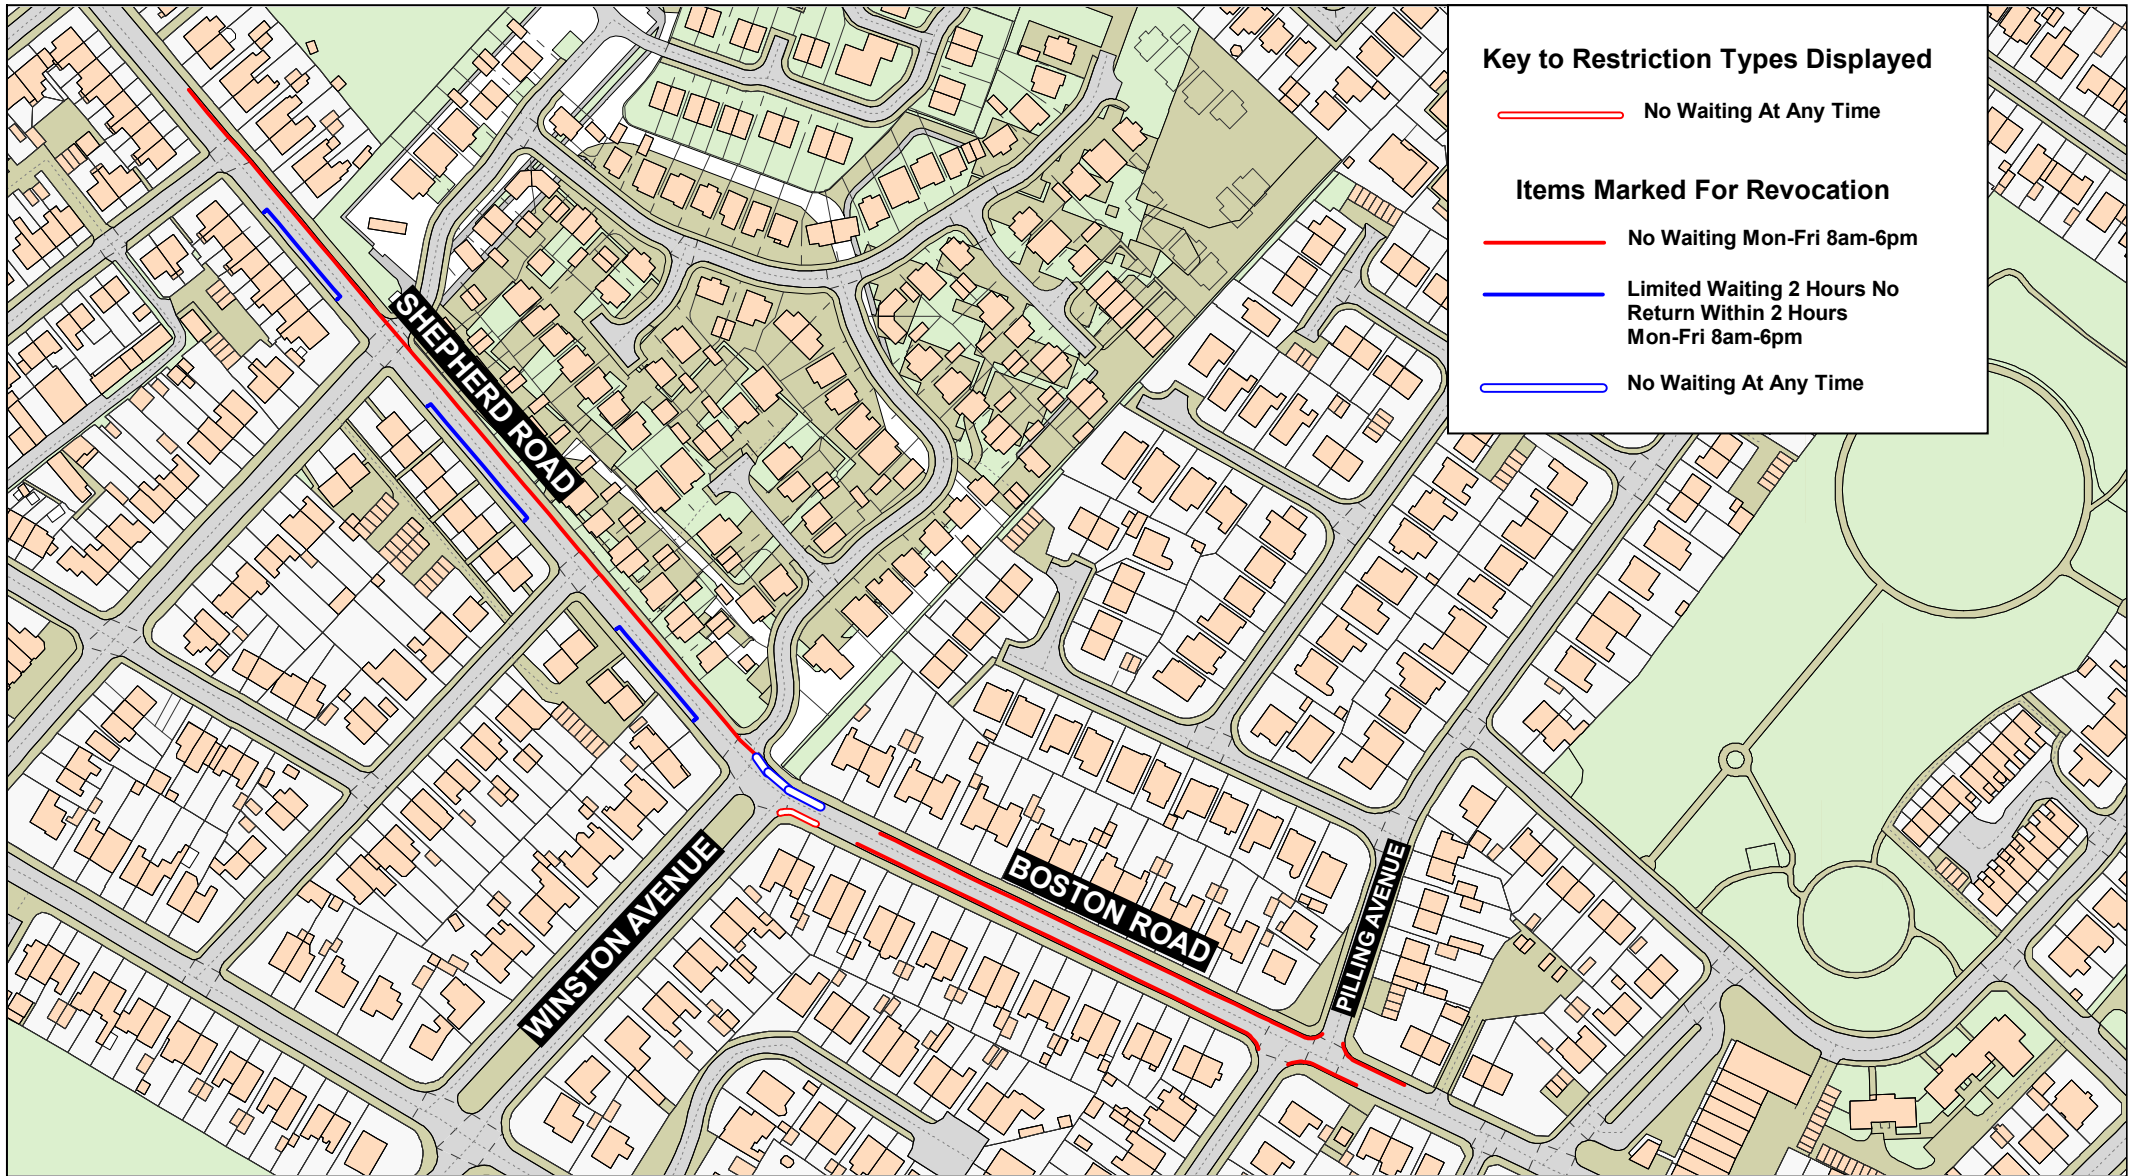 Key to Restriction Types Displayed
No Waiting At Any Time
Items Marked For Revocation
No Waiting Mon-Fri 8am-6pm
Limited Waiting 2 Hours No
Return Within 2 Hours
Mon-Fri 8am-6pm
No Waiting At Any Time
SHEPHERD ROAD
WINSTON AVENUE
BOSTON ROAD
PILLING AVENUE